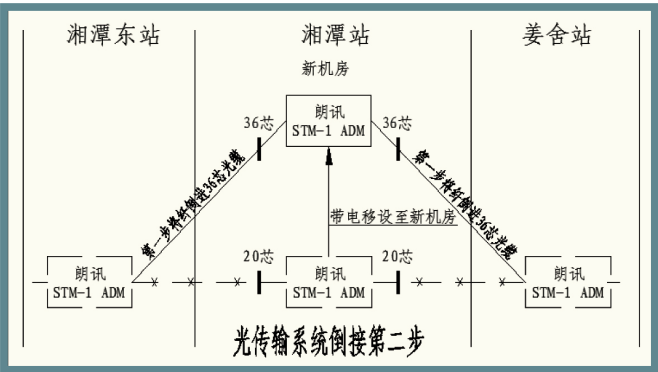 湘潭东站
湘潭站
姜畲站
新机房
36芯
朗讯
STM-1 ADM
36芯
第一步将纤倒进36芯光缆
第一步将纤倒进36芯光缆
带电移设至新机房
20芯
20芯
朗讯
STM-1 ADM
朗讯
STM-1 ADM
朗讯
STM-1 ADM
光传输系统倒接第二步